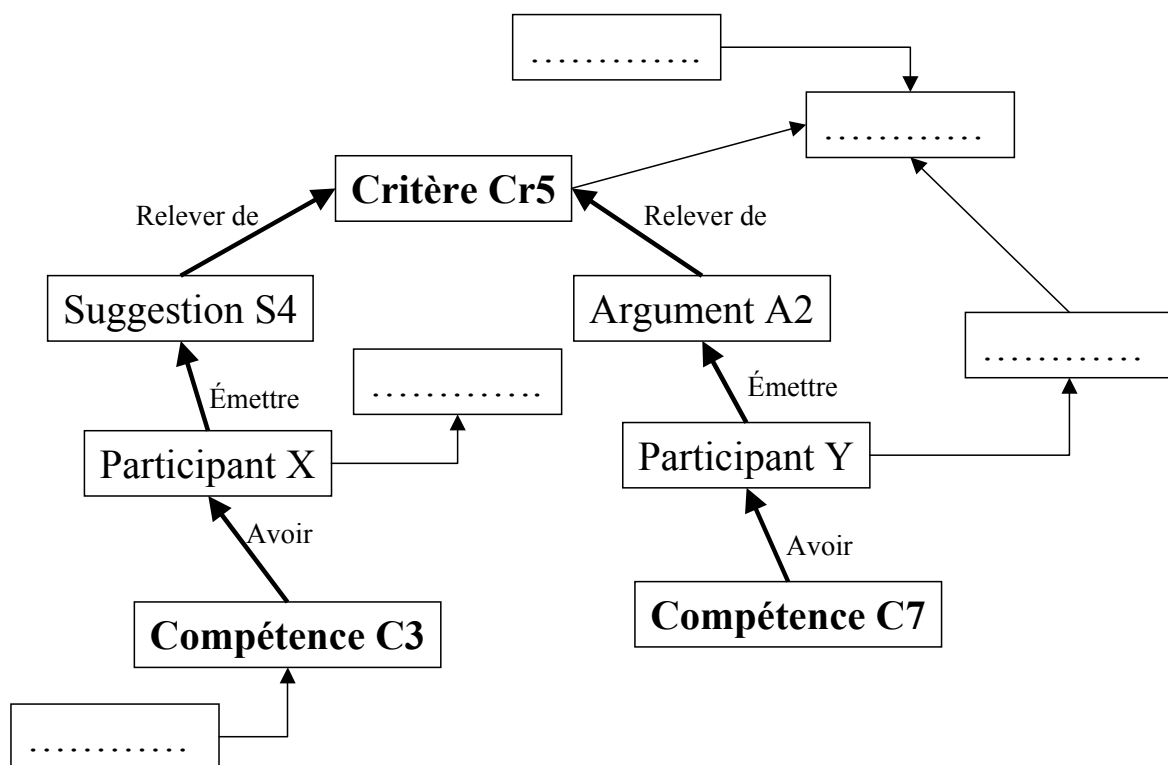 .............
............
Critère Cr5
Relever de
Relever de
Suggestion S4
Argument A2
............
.............
Émettre
Émettre
Participant X
Participant Y
Avoir
Avoir
Compétence C3
Compétence C7
............